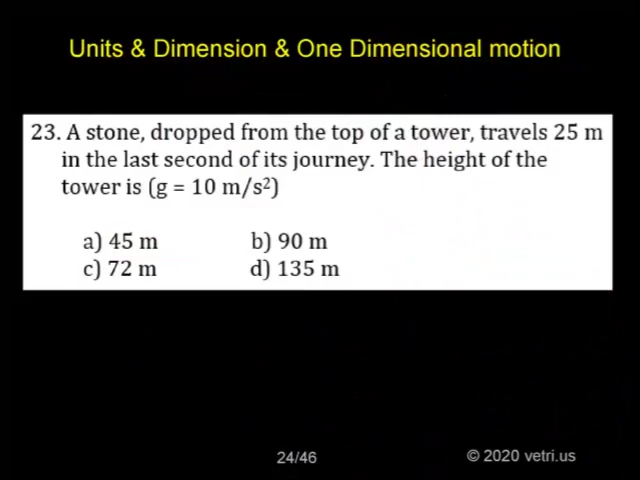 Units & Dimension & One Dimensional motion
23. A stone, dropped from the top of a tower, travels 25 m
in the last second of its journey. The height of the
tower is (g = 10 m/s²)
a) 45 m b) 90 m
c) 72 m d) 135 m
24/46 © 2020 vetri.us